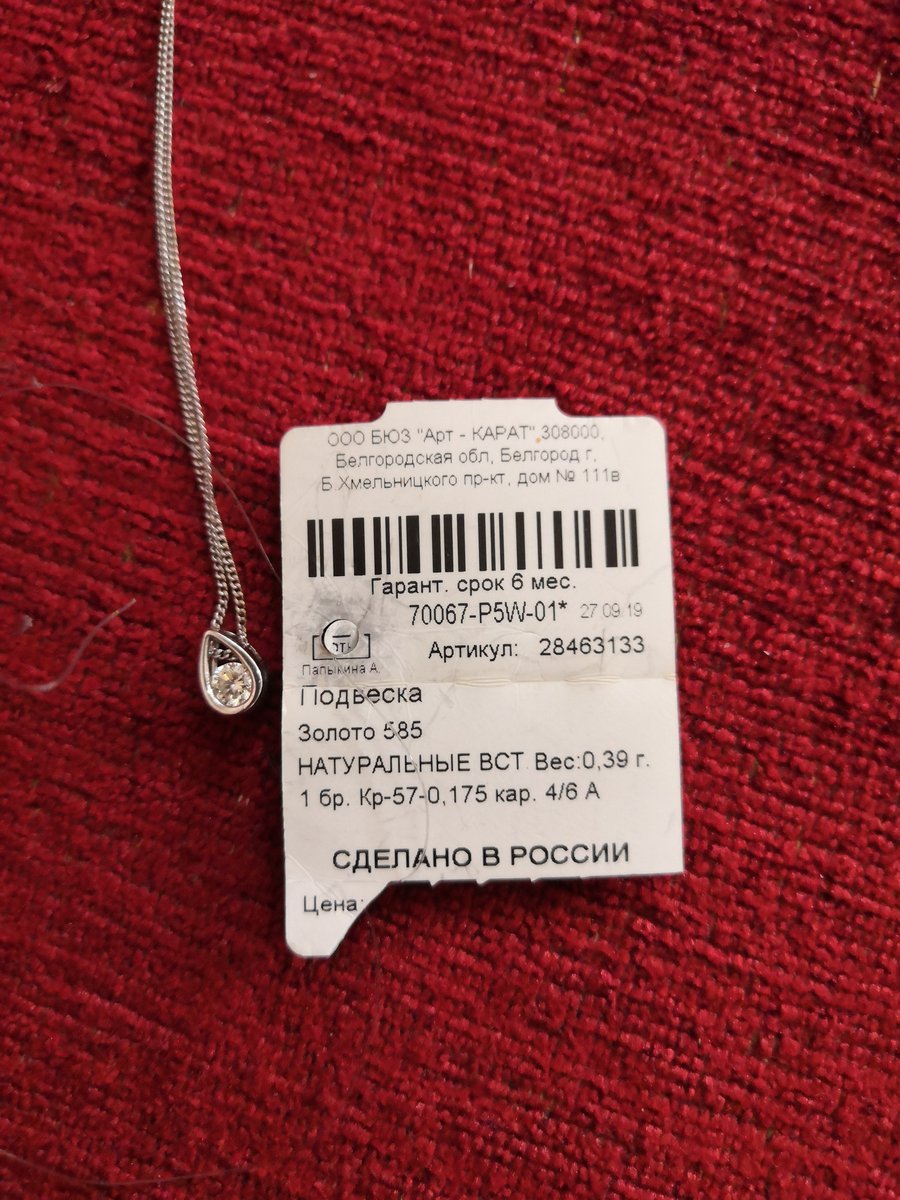 ООО БЮЗ "Арт - КАРАТ",308000,
Белгородская обл, Белгород г,
Б.Хмельницкого пр-кт, дом № 111в
Гарант. срок 6 мес.
70067-P5W-01* 27.09.19
Артикул: 28463133
Папыкина А.
Подвеска
Золото 585
НАТУРАЛЬНЫЕ ВСТ. Вес:0,39 г.
1 бр. Кр-57-0,175 кар. 4/6 А
СДЕЛАНО В РОССИИ
Цена: